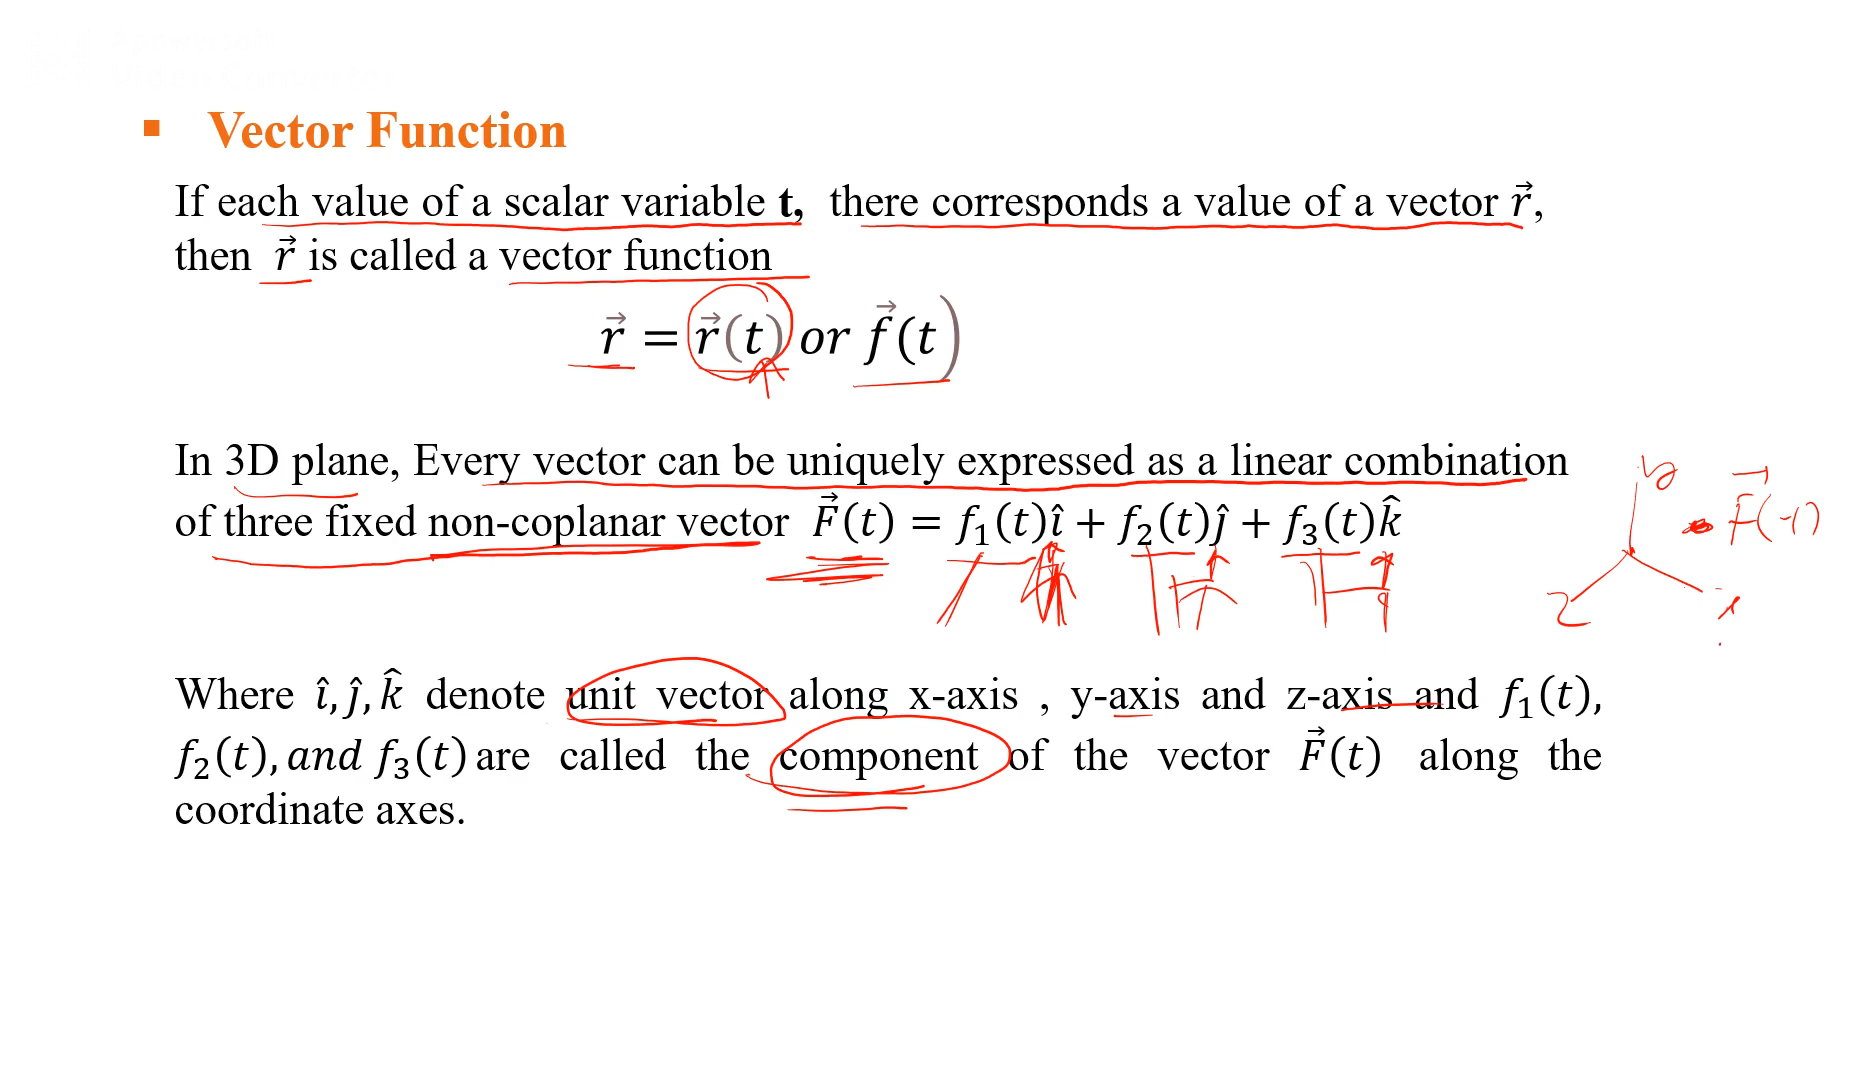 ▪ Vector Function
If each value of a scalar variable t, there corresponds a value of a vector r⃗,
then r⃗ is called a vector function
r⃗ = r⃗(t) or f⃗(t)
In 3D plane, Every vector can be uniquely expressed as a linear combination
of three fixed non-coplanar vector F⃗(t) = f₁(t)î + f₂(t)ĵ + f₃(t)k̂
y
F⃗(
z
Where î, ĵ, k̂ denote unit vector along x-axis , y-axis and z-axis and f₁(t),
f₂(t), and f₃(t) are called the component of the vector F⃗(t) along the
coordinate axes.